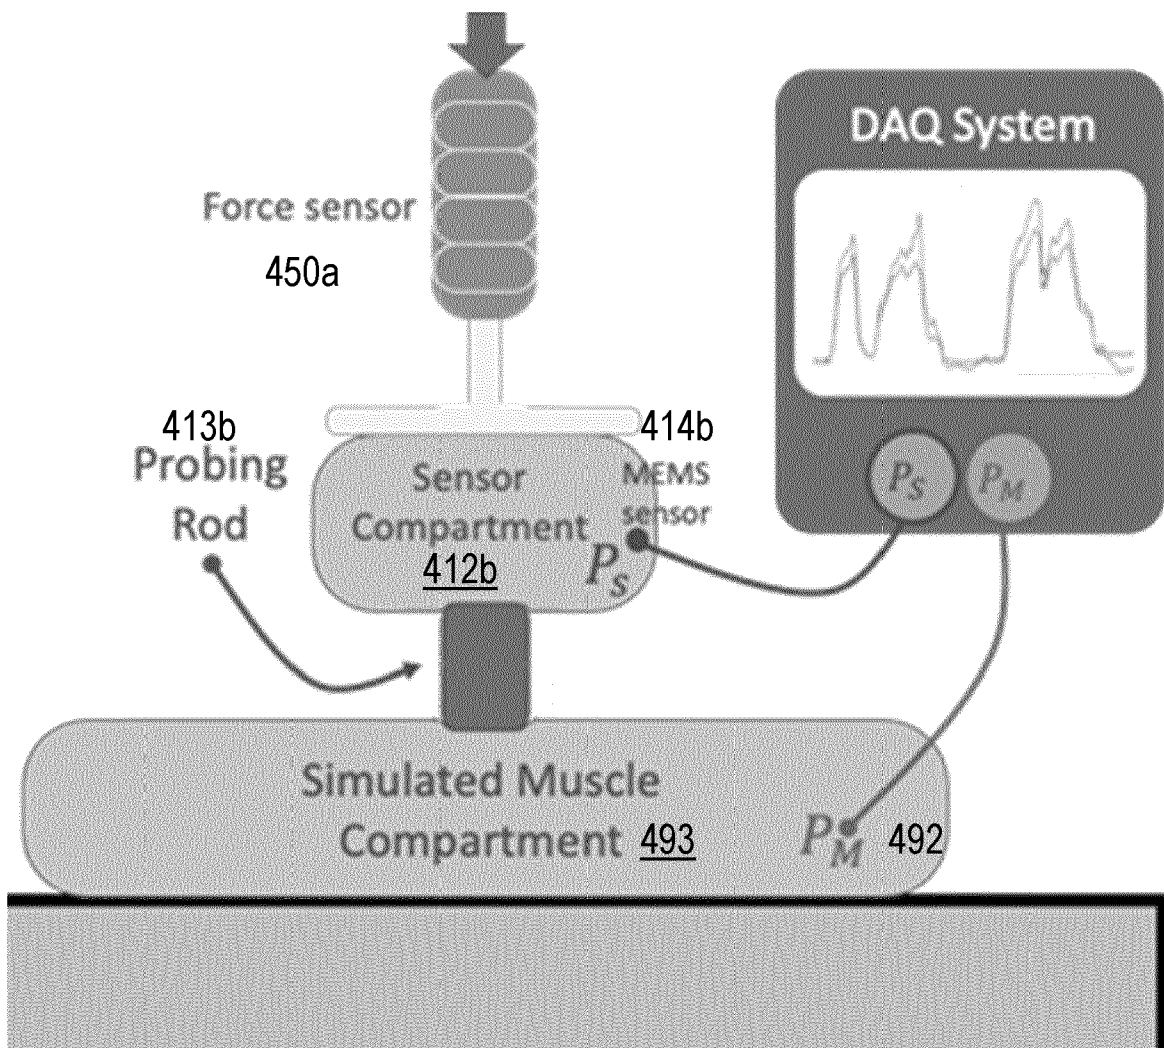 DAQ System
Force sensor
450a
413b
Probing
Rod
414b
MEMS
sensor
Sensor
Compartment
412b
P_s
P_S
P_M
Simulated Muscle
Compartment 493
P_M 492